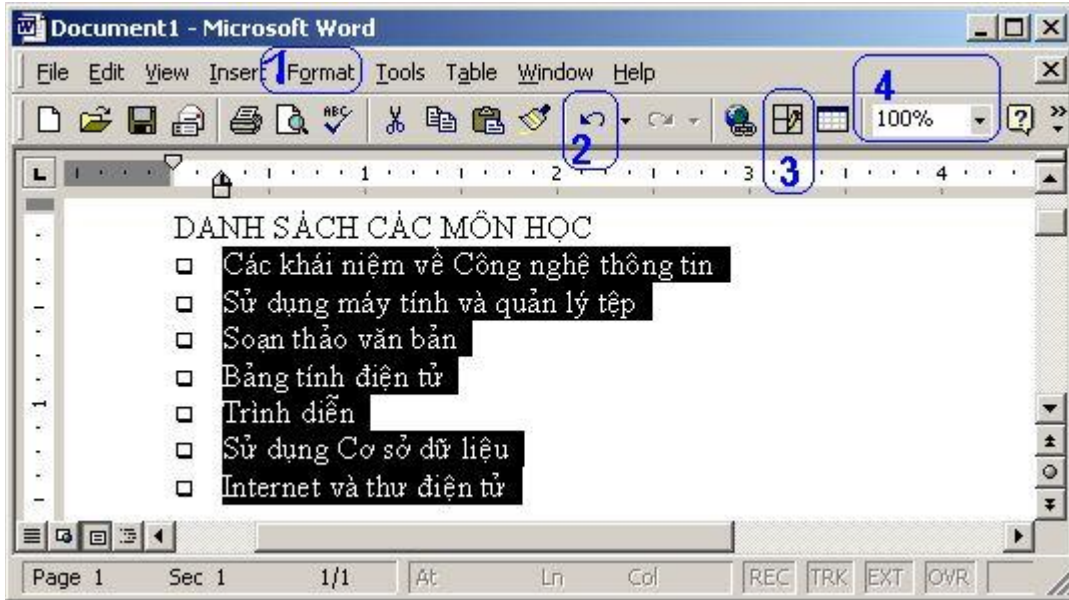 Document1 - Microsoft Word
File Edit View Insert 1 Format Tools Table Window Help
ABC 100% 4
2 3
L 1 2 3 4
DANH SÁCH CÁC MÔN HỌC
Các khái niệm về Công nghệ thông tin
Sử dụng máy tính và quản lý tệp
Soạn thảo văn bản
Bảng tính điện tử
Trình diễn
Sử dụng Cơ sở dữ liệu
Internet và thư điện tử
1
Page 1 Sec 1 1/1 At Ln Col REC TRK EXT OVR